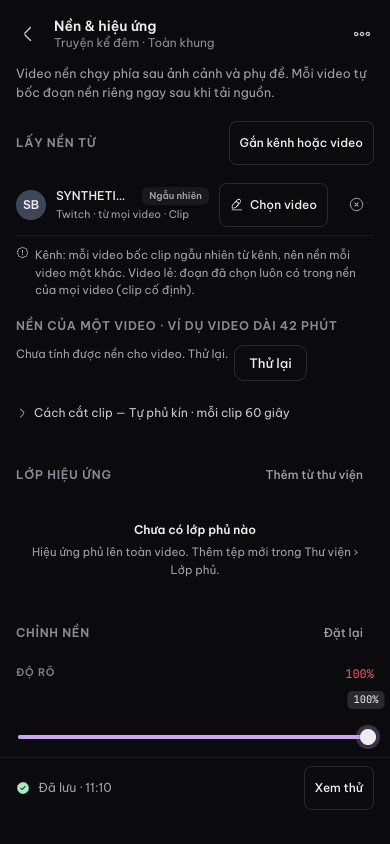 Nền & hiệu ứng
Truyện kể đêm · Toàn khung
Video nền chạy phía sau ảnh cảnh và phụ đề. Mỗi video tự
bốc đoạn nền riêng ngay sau khi tải nguồn.
LẤY NỀN TỪ
Gắn kênh hoặc video
SB
SYNTHETI...
Ngẫu nhiên
Twitch · từ mọi video · Clip
Chọn video
Kênh: mỗi video bốc clip ngẫu nhiên từ kênh, nên nền mỗi
video một khác. Video lẻ: đoạn đã chọn luôn có trong nền
của mọi video (clip cố định).
NỀN CỦA MỘT VIDEO · VÍ DỤ VIDEO DÀI 42 PHÚT
Chưa tính được nền cho video. Thử lại.
Thử lại
Cách cắt clip — Tự phủ kín · mỗi clip 60 giây
LỚP HIỆU ỨNG
Thêm từ thư viện
Chưa có lớp phủ nào
Hiệu ứng phủ lên toàn video. Thêm tệp mới trong Thư viện ›
Lớp phủ.
CHỈNH NỀN
Đặt lại
ĐỘ RÕ
100%
100%
Đã lưu · 11:10
Xem thử